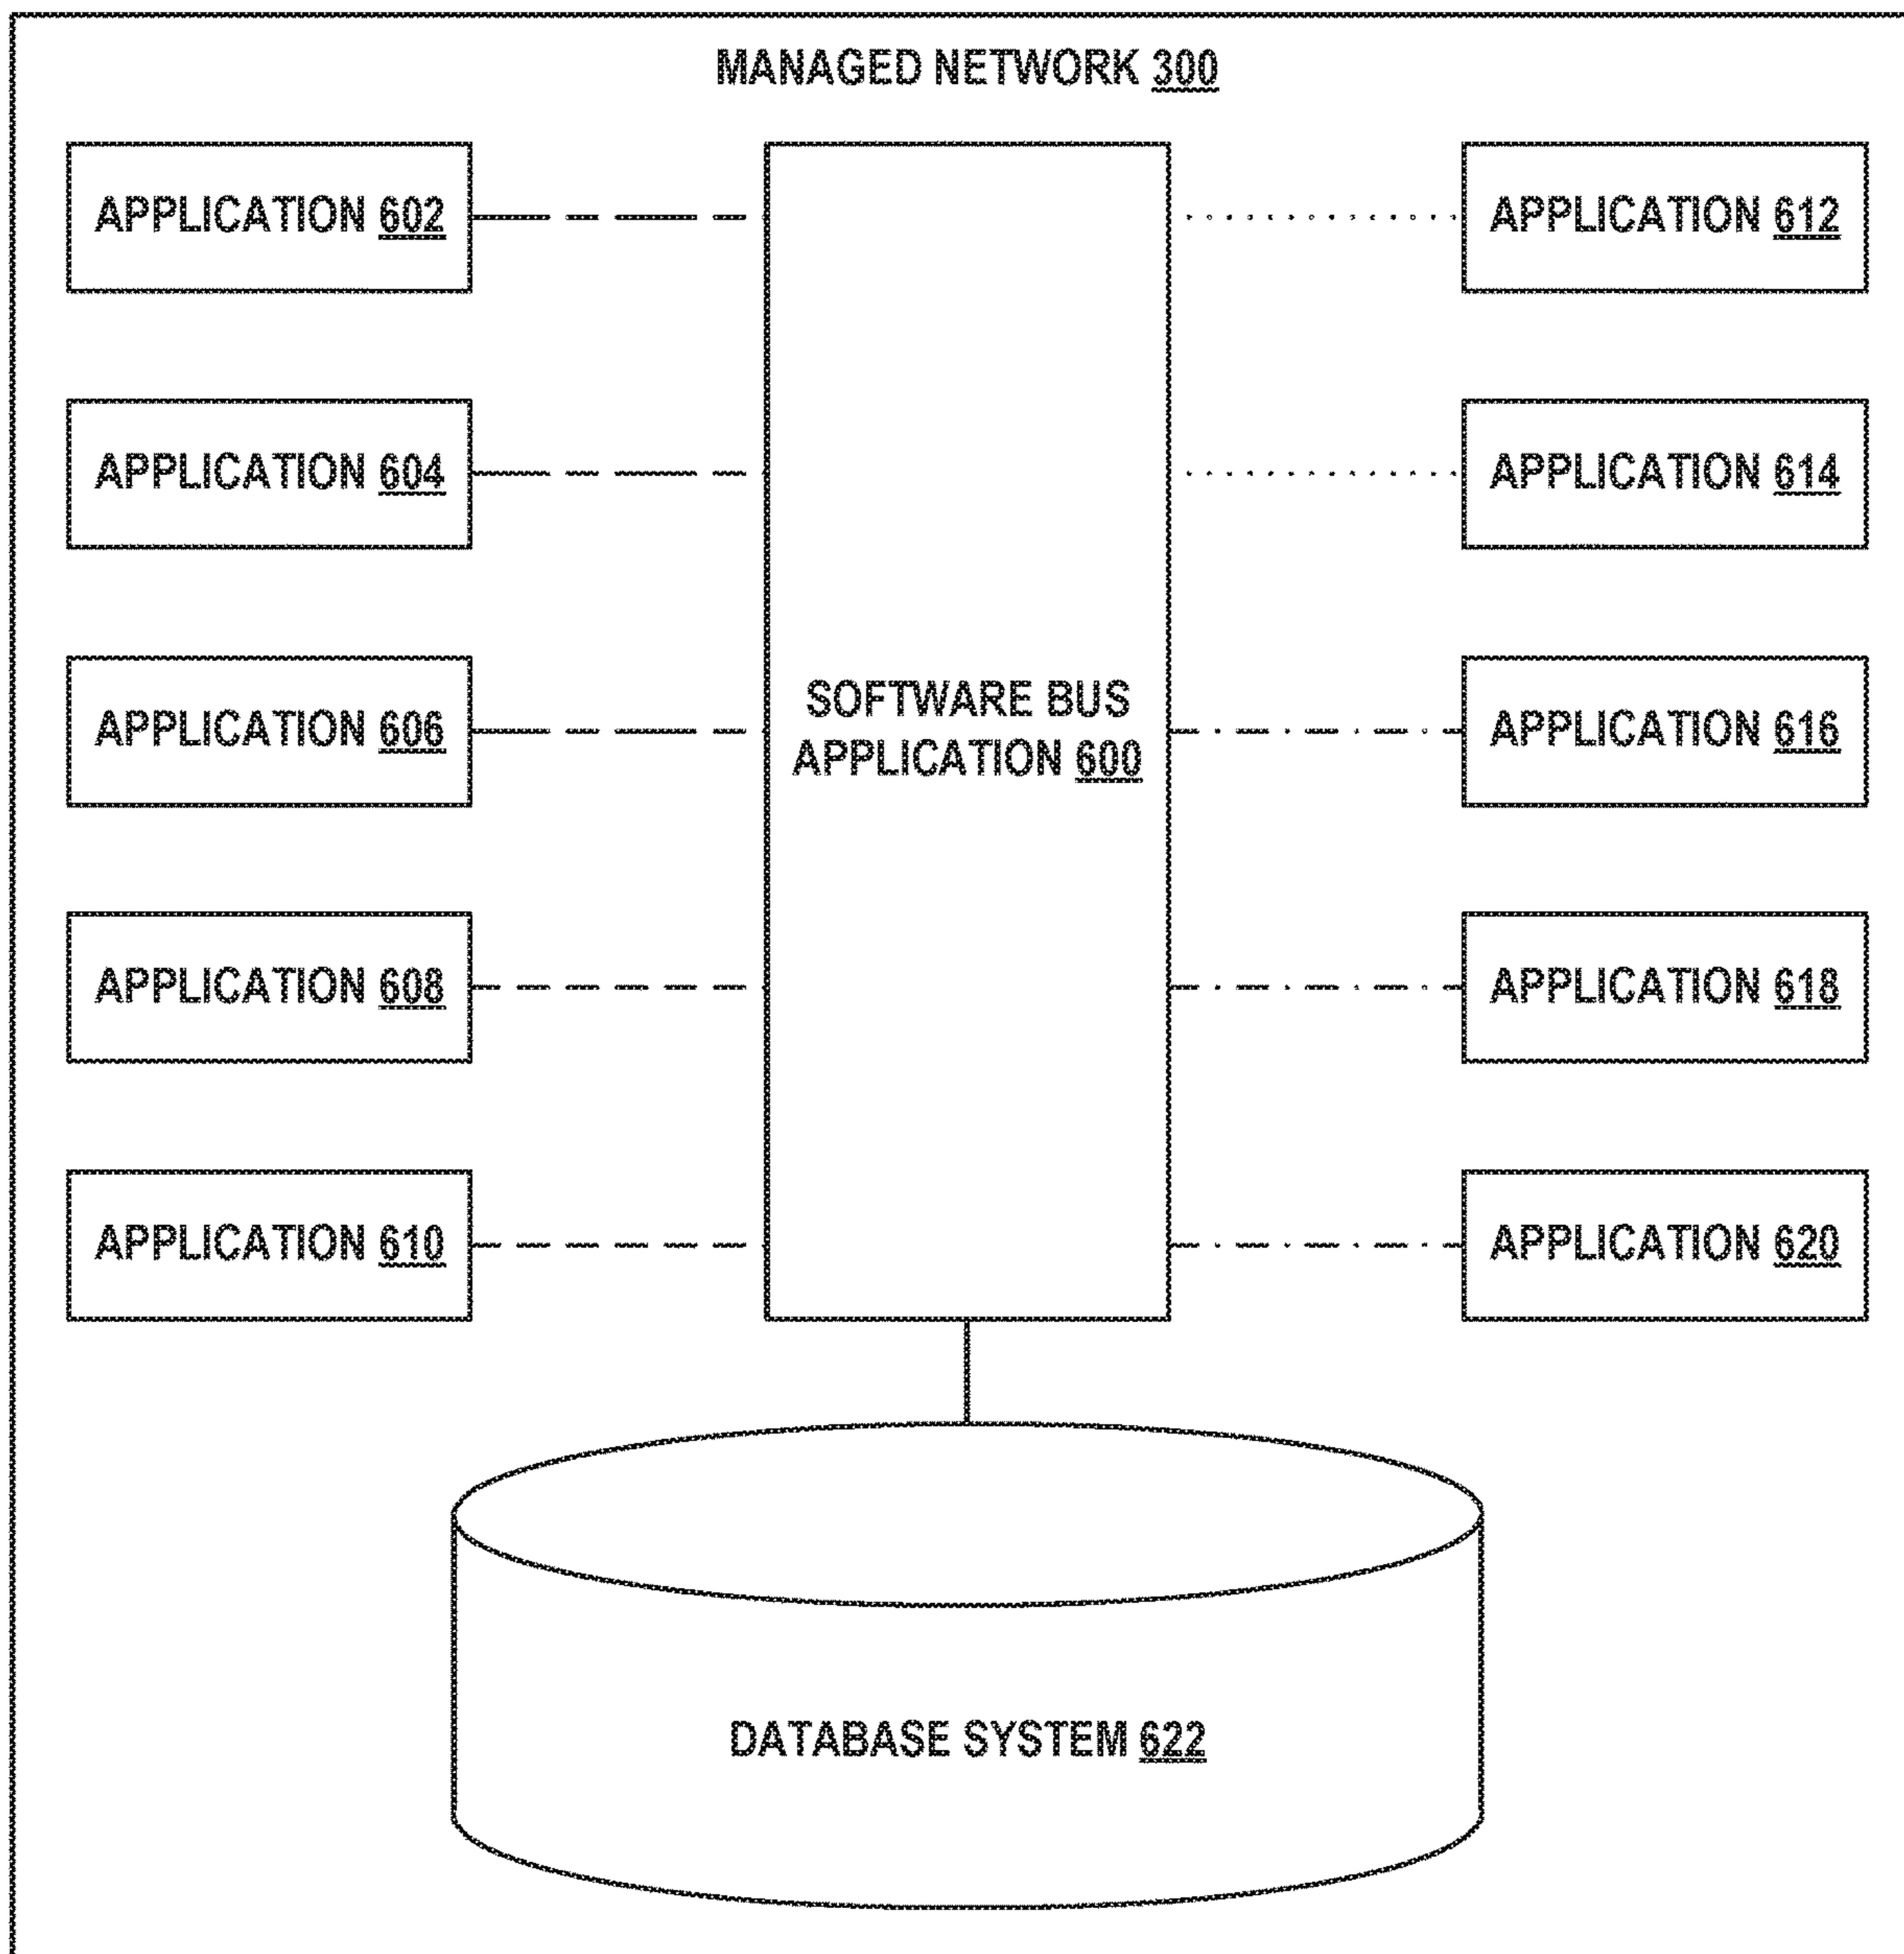 MANAGED NETWORK 300
APPLICATION 602
APPLICATION 612
APPLICATION 604
APPLICATION 614
APPLICATION 606
SOFTWARE BUS
APPLICATION 600
APPLICATION 616
APPLICATION 608
APPLICATION 618
APPLICATION 610
APPLICATION 620
DATABASE SYSTEM 622